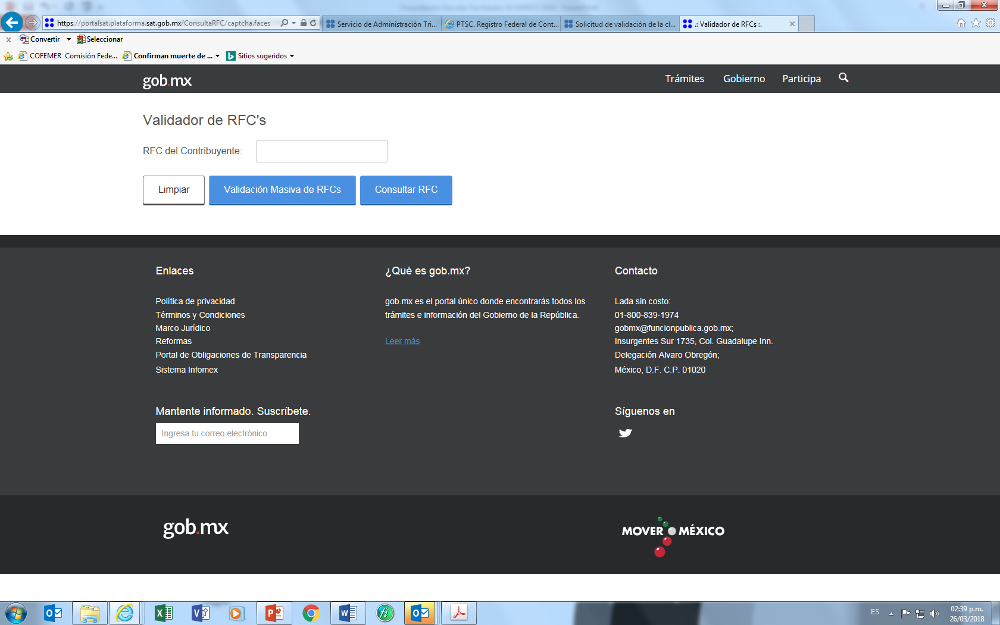 https://portalsat.plataforma.sat.gob.mx/ConsultaRFC/captcha.faces
Servicio de Administración Tri...
PTSC. Registro Federal de Cont...
Solicitud de validación de la cl...
.: Validador de RFCs :.
x Convertir
Seleccionar
COFEMER Comisión Fede...
Confirman muerte de ...
Sitios sugeridos
gob.mx
Trámites
Gobierno
Participa
Validador de RFC's
RFC del Contribuyente:
Limpiar
Validación Masiva de RFCs
Consultar RFC
Enlaces
Política de privacidad
Términos y Condiciones
Marco Jurídico
Reformas
Portal de Obligaciones de Transparencia
Sistema Infomex
¿Qué es gob.mx?
gob.mx es el portal único donde encontrarás todos los
trámites e información del Gobierno de la República.
Leer más
Contacto
Lada sin costo:
01-800-839-1974
gobmx@funcionpublica.gob.mx;
Insurgentes Sur 1735, Col. Guadalupe Inn.
Delegación Alvaro Obregón;
México, D.F. C.P. 01020
Mantente informado. Suscríbete.
Ingresa tu correo electrónico
Síguenos en
gob.mx
MOVER MÉXICO
ES
02:39 p.m.
26/03/2018